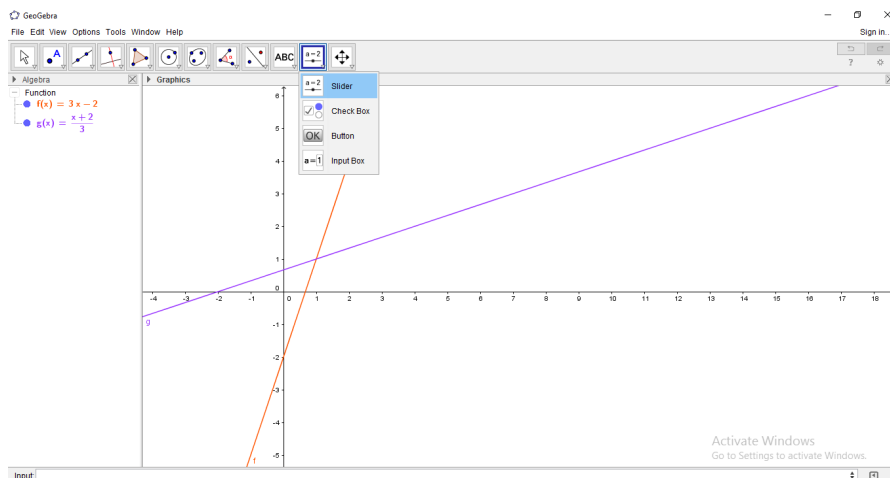 GeoGebra
File Edit View Options Tools Window Help
Sign in...
ABC
a=2
?
Algebra
Graphics
Function
f(x) = 3 x − 2
g(x) = x+2
3
a=2 Slider
Check Box
OK Button
a=1 Input Box
6
5
4
3
2
1
0
-4 -3 -2 -1 0 1 2 3 4 5 6 7 8 9 10 11 12 13 14 15 16 17 18
g
-1
-2
-3
-4
-5
f
Activate Windows
Go to Settings to activate Windows.
Input: